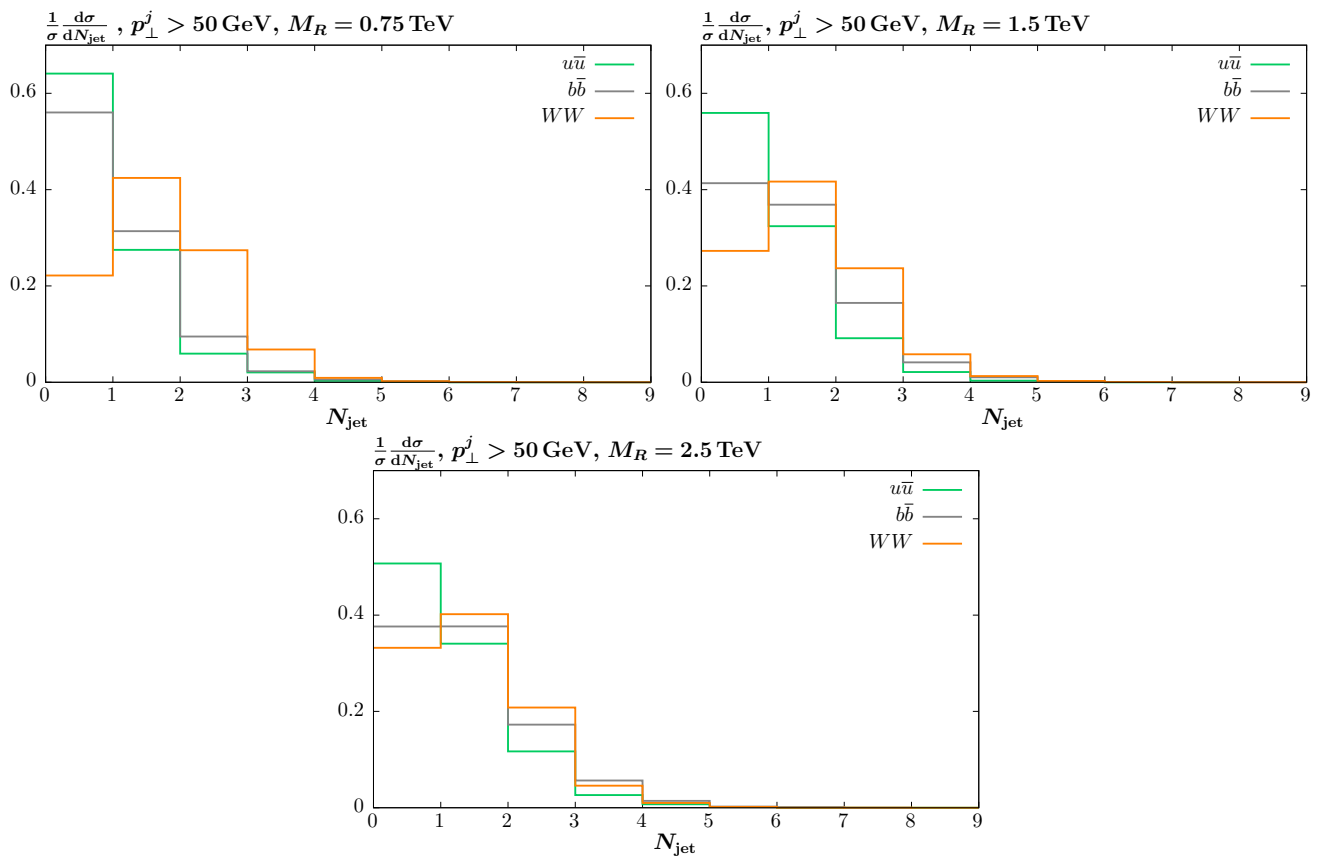 1/σ dσ/dN_jet , p_⊥^j > 50 GeV, M_R = 0.75 TeV
uu̅
bb̅
WW
0.6
0.4
0.2
0
0 1 2 3 4 5 6 7 8 9
N_jet
1/σ dσ/dN_jet, p_⊥^j > 50 GeV, M_R = 1.5 TeV
uu̅
bb̅
WW
0.6
0.4
0.2
0
0 1 2 3 4 5 6 7 8 9
N_jet
1/σ dσ/dN_jet, p_⊥^j > 50 GeV, M_R = 2.5 TeV
uu̅
bb̅
WW
0.6
0.4
0.2
0
0 1 2 3 4 5 6 7 8 9
N_jet